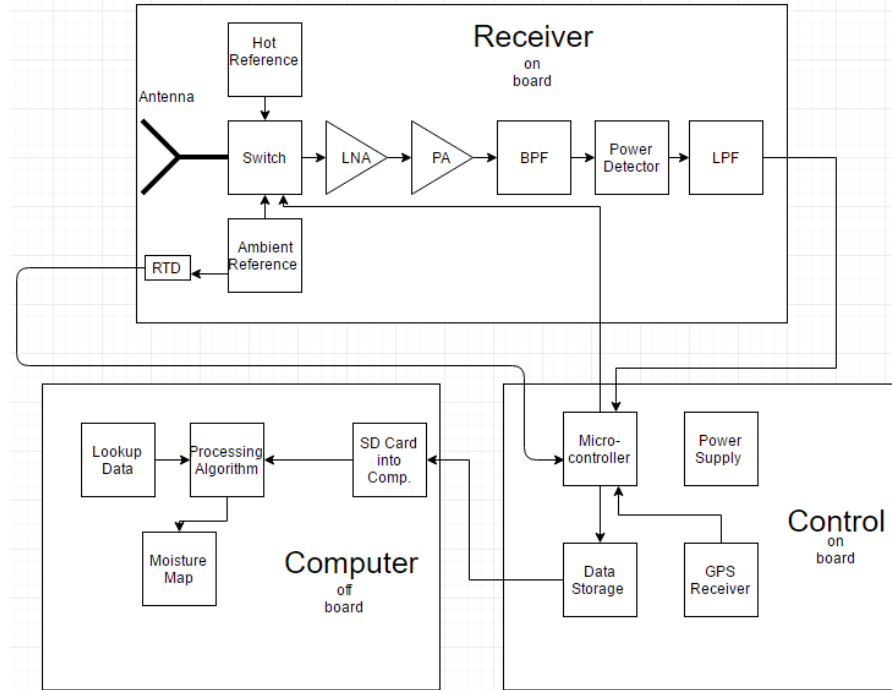 Receiver
on
board
Hot
Reference
Antenna
Switch
LNA
PA
BPF
Power
Detector
LPF
Ambient
Reference
RTD
Computer
off
board
Lookup
Data
Processing
Algorithm
SD Card
into
Comp.
Moisture
Map
Control
on
board
Micro-
controller
Power
Supply
Data
Storage
GPS
Receiver